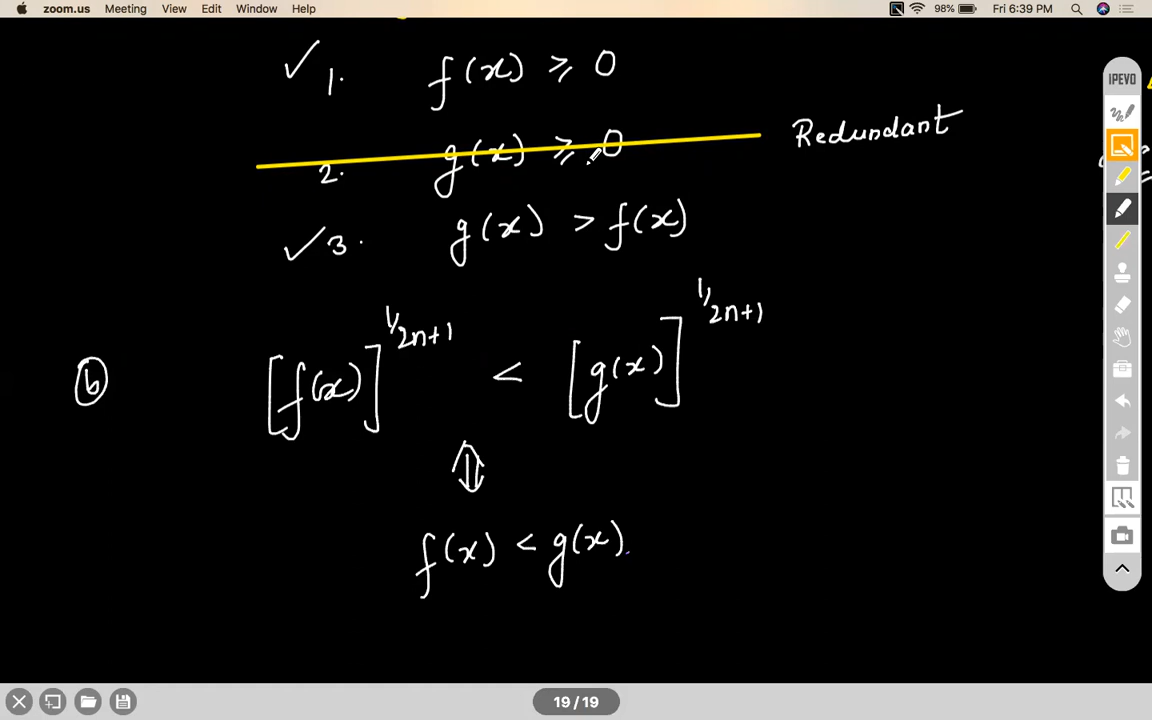 zoom.us Meeting View Edit Window Help 98% Fri 6:39 PM
IPEVO
✓ 1. f(x) ⩾ 0
2. g(x) ⩾ 0 Redundant
✓ 3. g(x) > f(x)
(b) [f(x)]^1/2n+1 < [g(x)]^1/2n+1
⇕
f(x) < g(x).
19 / 19